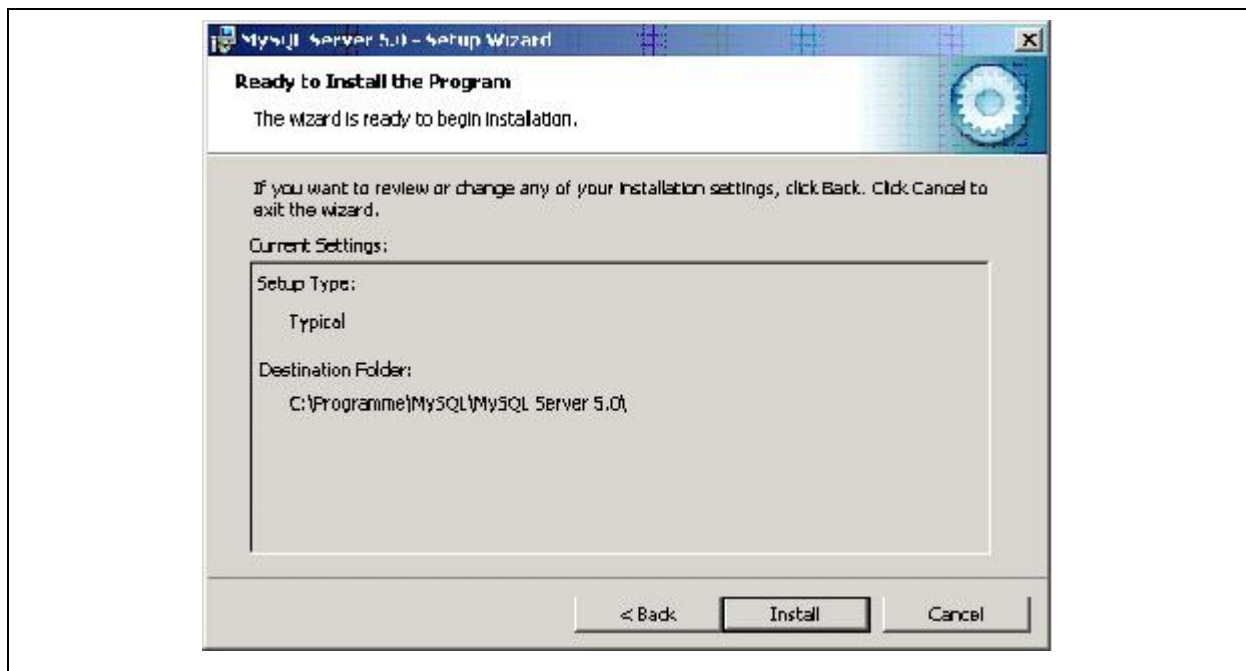 MySQL Server 5.0 - Setup Wizard
Ready to Install the Program
The wizard is ready to begin installation.
If you want to review or change any of your installation settings, click Back. Click Cancel to
exit the wizard.
Current Settings:
Setup Type:
Typical
Destination Folder:
C:\Programme\MySQL\MySQL Server 5.0\
< Back
Install
Cancel